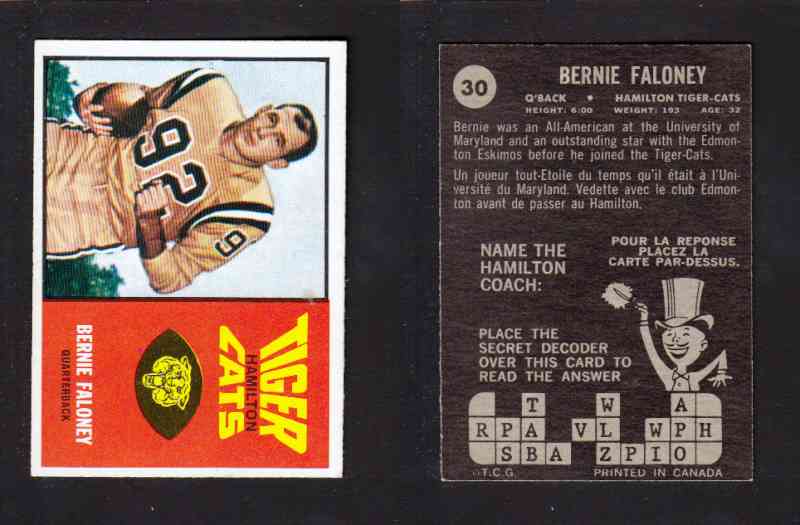 92
9
TIGER
HAMILTON
CATS
BERNIE FALONEY
QUARTERBACK
30
BERNIE FALONEY
Q'BACK • HAMILTON TIGER-CATS
HEIGHT: 6:00 WEIGHT: 193 AGE: 32
Bernie was an All-American at the University of
Maryland and an outstanding star with the Edmon-
ton Eskimos before he joined the Tiger-Cats.
Un joueur tout-Etoile du temps qu'il était à l'Uni-
versité du Maryland. Vedette avec le club Edmon-
ton avant de passer au Hamilton.
NAME THE
HAMILTON
COACH:
POUR LA REPONSE
PLACEZ LA
CARTE PAR-DESSUS.
PLACE THE
SECRET DECODER
OVER THIS CARD TO
READ THE ANSWER
T W A
R P A V L W P H
S B A Z P I O
T.C.G. PRINTED IN CANADA